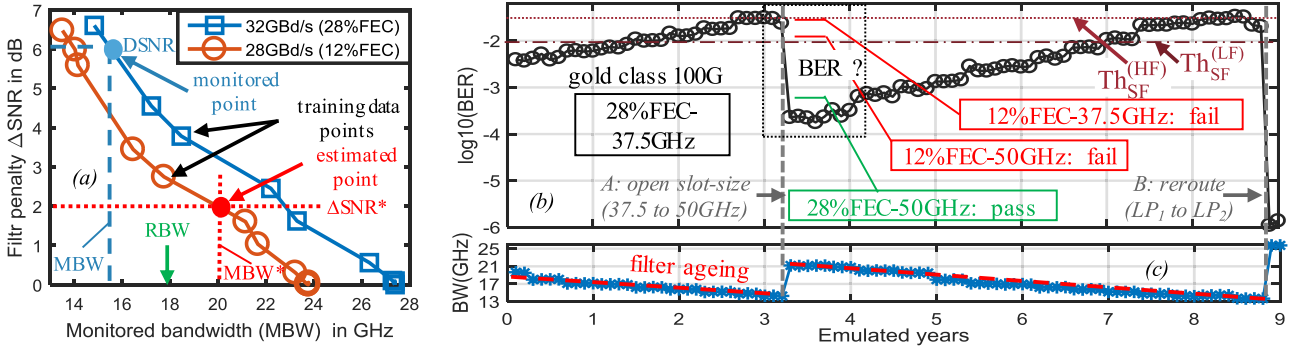 Filtr penalty ΔSNR in dB
7
6
5
4
3
2
1
0
14
16
18
20
22
24
26
28
Monitored bandwidth (MBW) in GHz
32GBd/s (28%FEC)
28GBd/s (12%FEC)
DSNR
monitored
point
training data
points
estimated
point
(a)
ΔSNR*
RBW
MBW
MBW*
log10(BER)
-2
-3
-4
-5
-6
gold class 100G
28%FEC-
37.5GHz
BER ?
Th_SF^(HF)
Th_SF^(LF)
12%FEC-37.5GHz: fail
12%FEC-50GHz: fail
28%FEC-50GHz: pass
(b)
A: open slot-size
(37.5 to 50GHz)
B: reroute
(LP₁ to LP₂)
BW(GHz)
25
21
17
13
filter ageing
(c)
0
1
2
3
4
5
6
7
8
9
Emulated years